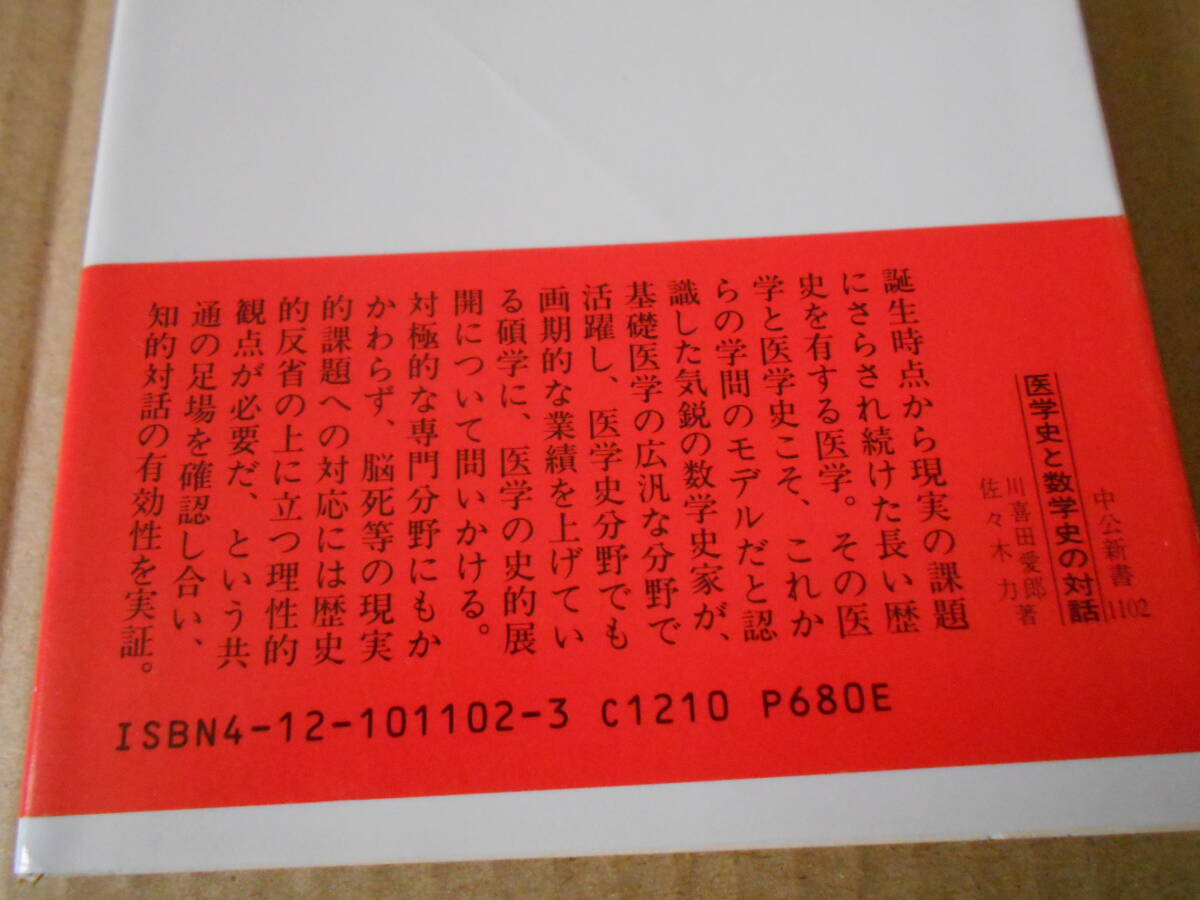 中公新書 1102
医学史と数学史の対話
川喜田愛郎
佐々木 力 著
誕生時点から現実の課題
にさらされ続けた長い歴
史を有する医学。その医
学と医学史こそ、これか
らの学問のモデルだと認
識した気鋭の数学史家が、
基礎医学の広汎な分野で
活躍し、医学史分野でも
画期的な業績を上げてい
る碩学に、医学の史的展
開について問いかける。
対極的な専門分野にもか
かわらず、脳死等の現実
的課題への対応には歴史
的反省の上に立つ理性的
観点が必要だ、という共
通の足場を確認し合い、
知的対話の有効性を実証。
ISBN4-12-101102-3 C1210 P680E